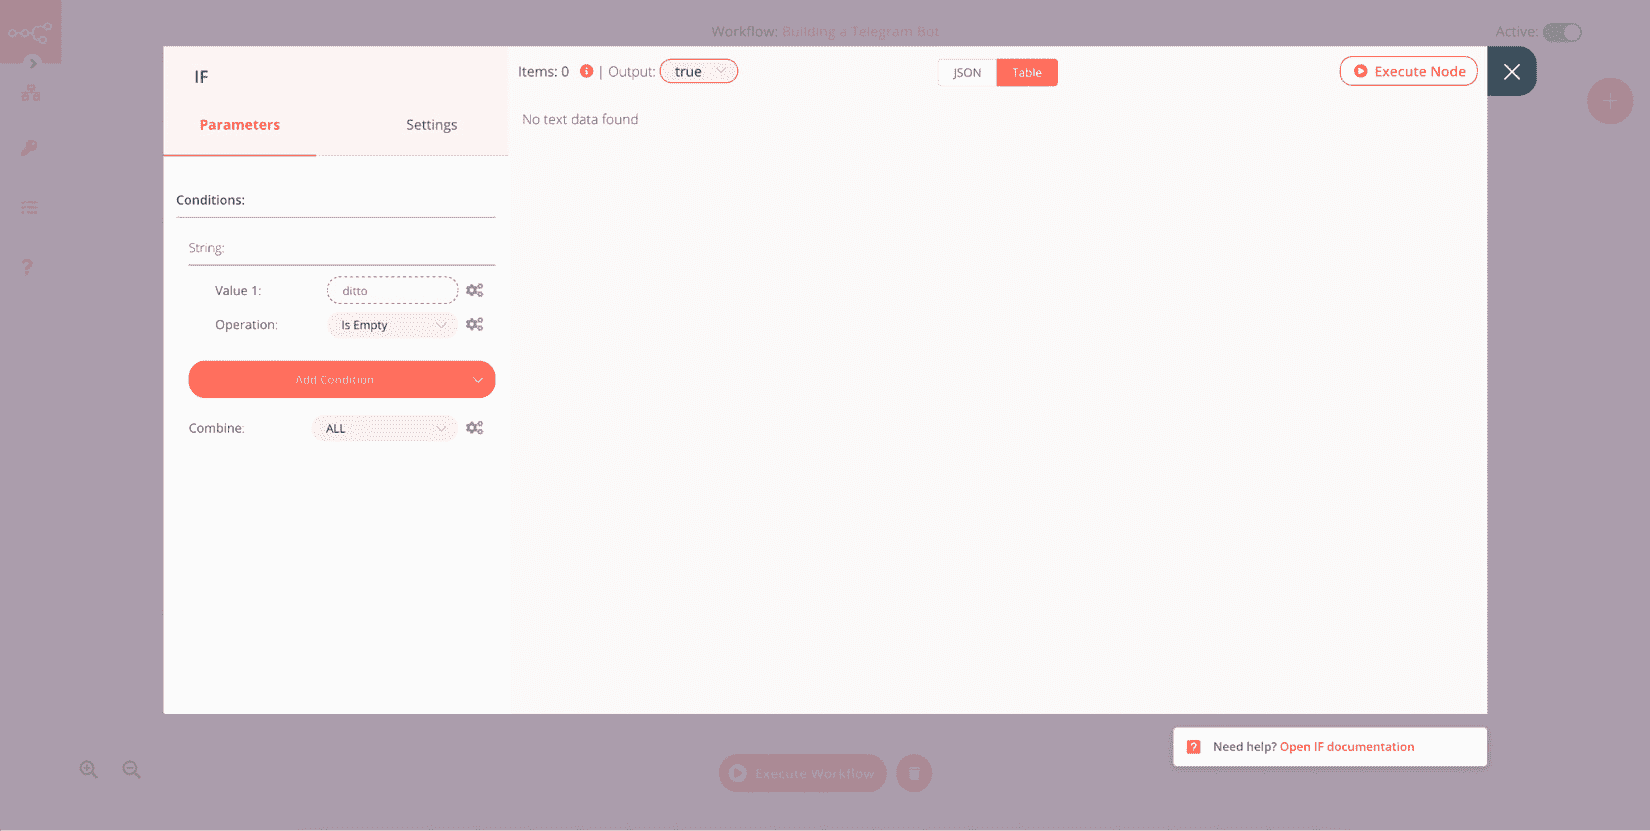 Workflow: Building a Telegram Bot
Active:
IF
Parameters
Settings
Items: 0 | Output: true
JSON
Table
Execute Node
No text data found
Conditions:
String:
Value 1: ditto
Operation: Is Empty
Add Condition
Combine: ALL
Need help? Open IF documentation
Execute Workflow